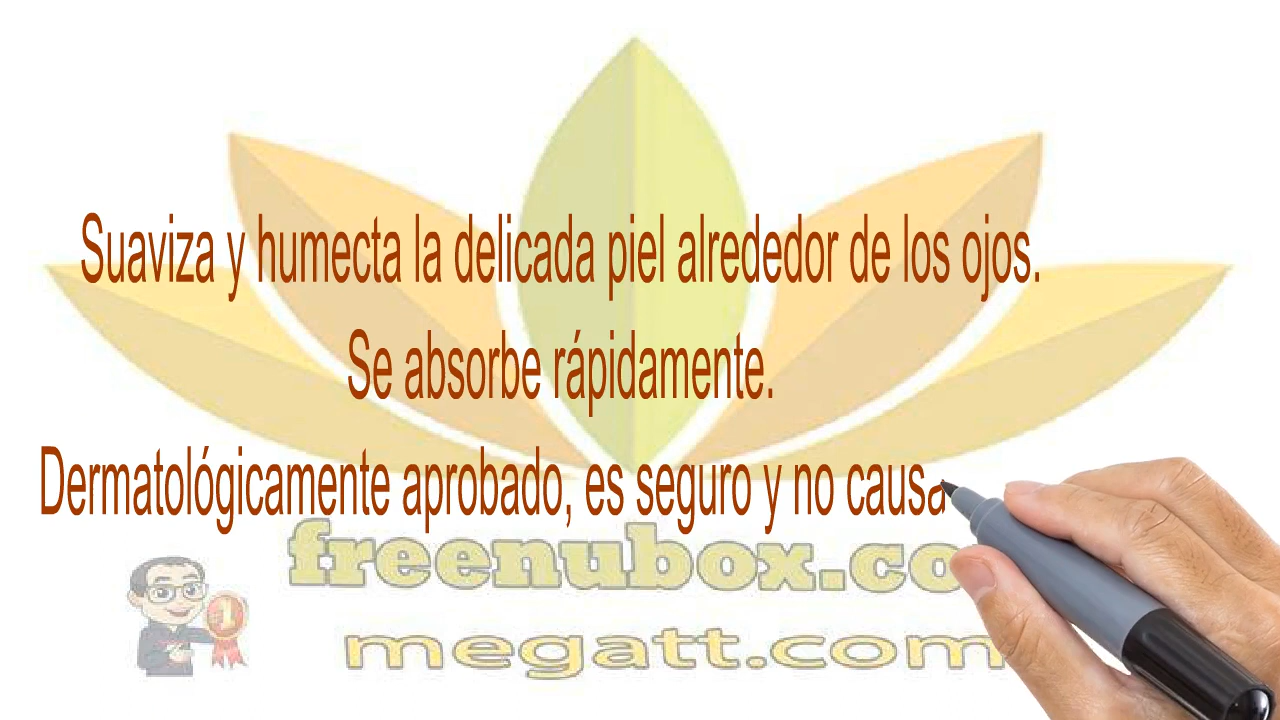 Suaviza y humecta la delicada piel alrededor de los ojos.
Se absorbe rápidamente.
Dermatológicamente aprobado, es seguro y no causa
freenubox.co
1
megatt.com